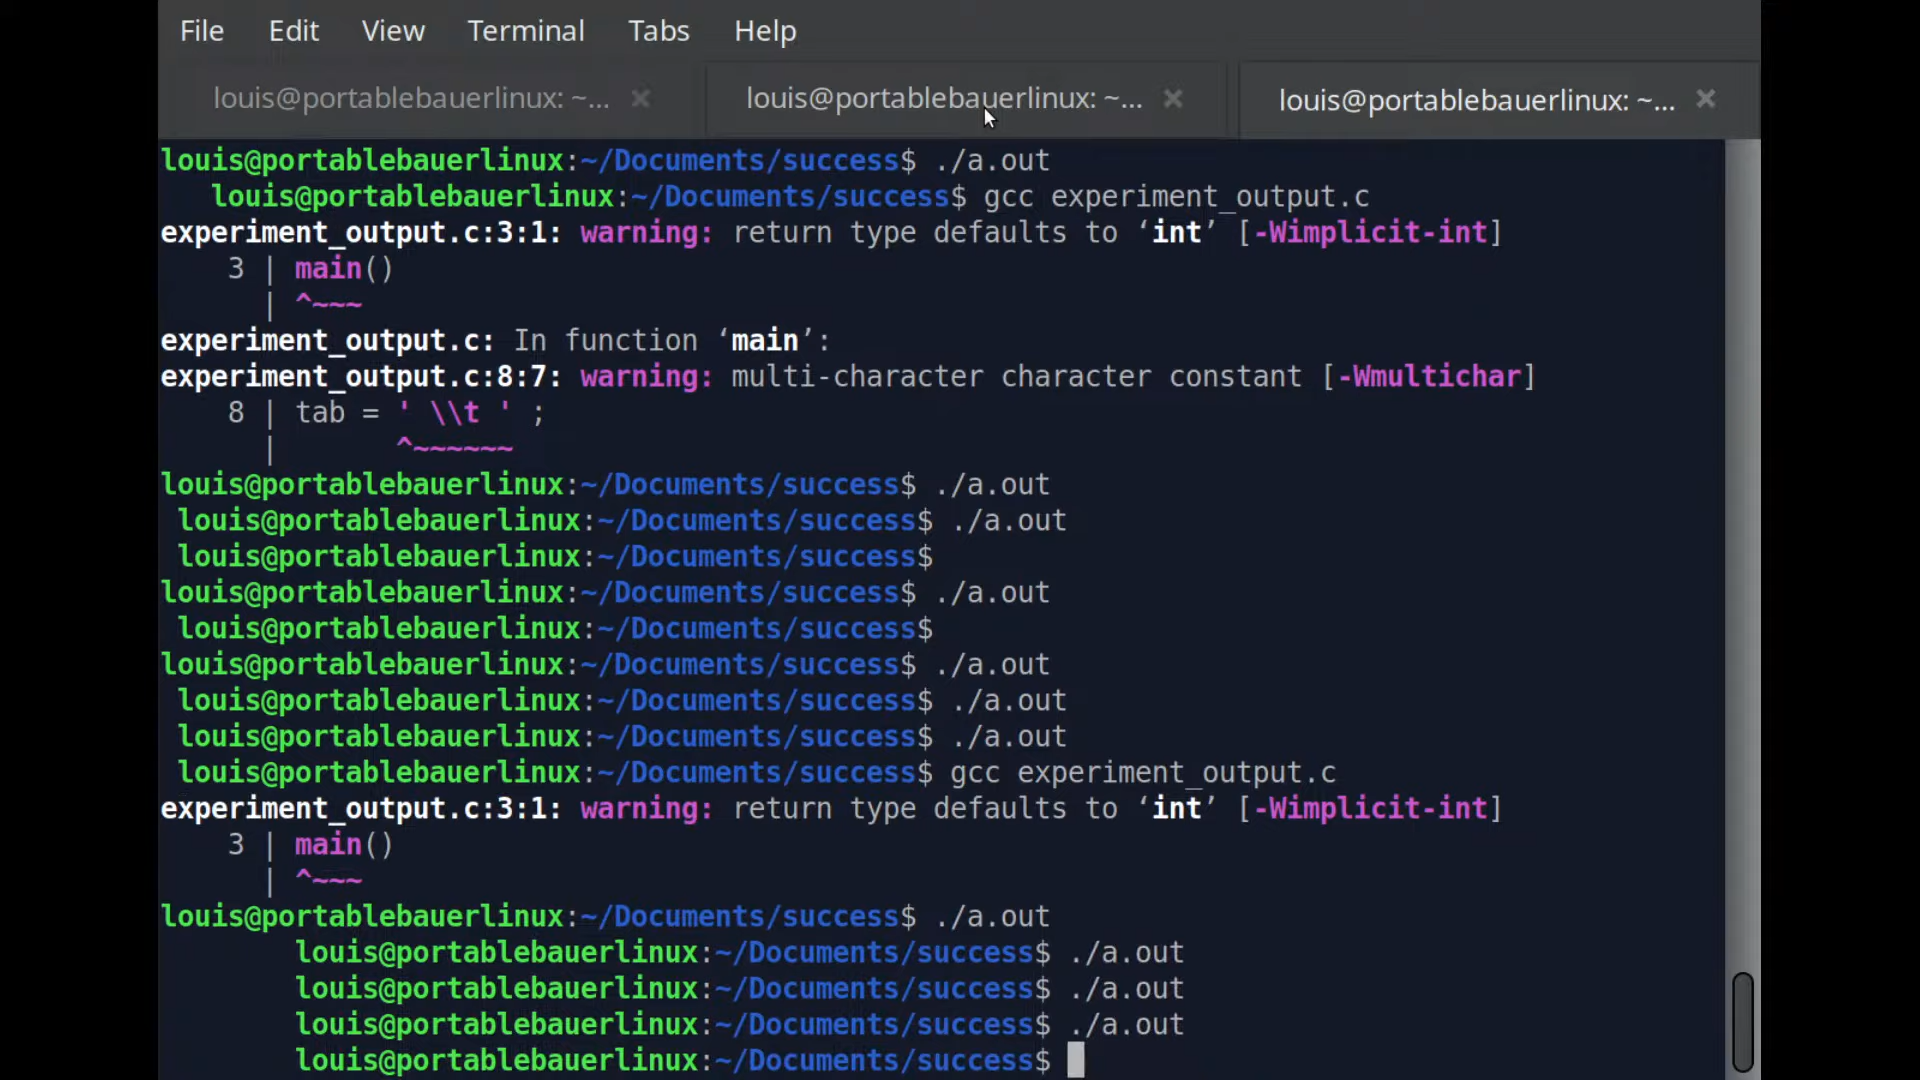 File Edit View Terminal Tabs Help
louis@portablebauerlinux: ~... louis@portablebauerlinux: ~... louis@portablebauerlinux: ~...
louis@portablebauerlinux:~/Documents/success$ ./a.out
louis@portablebauerlinux:~/Documents/success$ gcc experiment_output.c
experiment_output.c:3:1: warning: return type defaults to ‘int’ [-Wimplicit-int]
3 | main()
| ^~~~
experiment_output.c: In function ‘main’:
experiment_output.c:8:7: warning: multi-character character constant [-Wmultichar]
8 | tab = ' \\t ' ;
| ^~~~~~~
louis@portablebauerlinux:~/Documents/success$ ./a.out
louis@portablebauerlinux:~/Documents/success$ ./a.out
louis@portablebauerlinux:~/Documents/success$
louis@portablebauerlinux:~/Documents/success$ ./a.out
louis@portablebauerlinux:~/Documents/success$
louis@portablebauerlinux:~/Documents/success$ ./a.out
louis@portablebauerlinux:~/Documents/success$ ./a.out
louis@portablebauerlinux:~/Documents/success$ ./a.out
louis@portablebauerlinux:~/Documents/success$ gcc experiment_output.c
experiment_output.c:3:1: warning: return type defaults to ‘int’ [-Wimplicit-int]
3 | main()
| ^~~~
louis@portablebauerlinux:~/Documents/success$ ./a.out
louis@portablebauerlinux:~/Documents/success$ ./a.out
louis@portablebauerlinux:~/Documents/success$ ./a.out
louis@portablebauerlinux:~/Documents/success$ ./a.out
louis@portablebauerlinux:~/Documents/success$